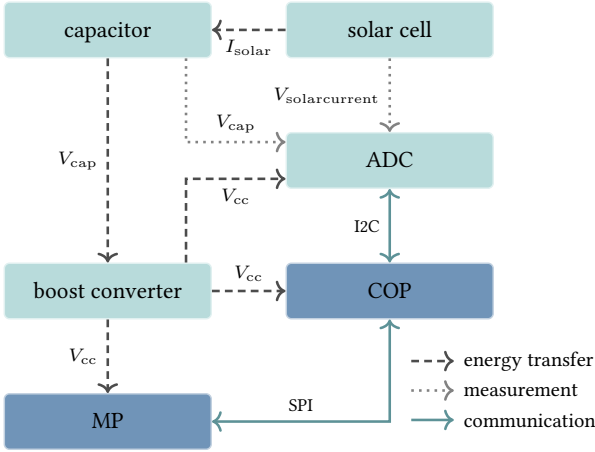 capacitor
solar cell
I_solar
V_solarcurrent
V_cap
V_cap
ADC
V_cc
I2C
boost converter
V_cc
COP
V_cc
energy transfer
measurement
SPI
MP
communication